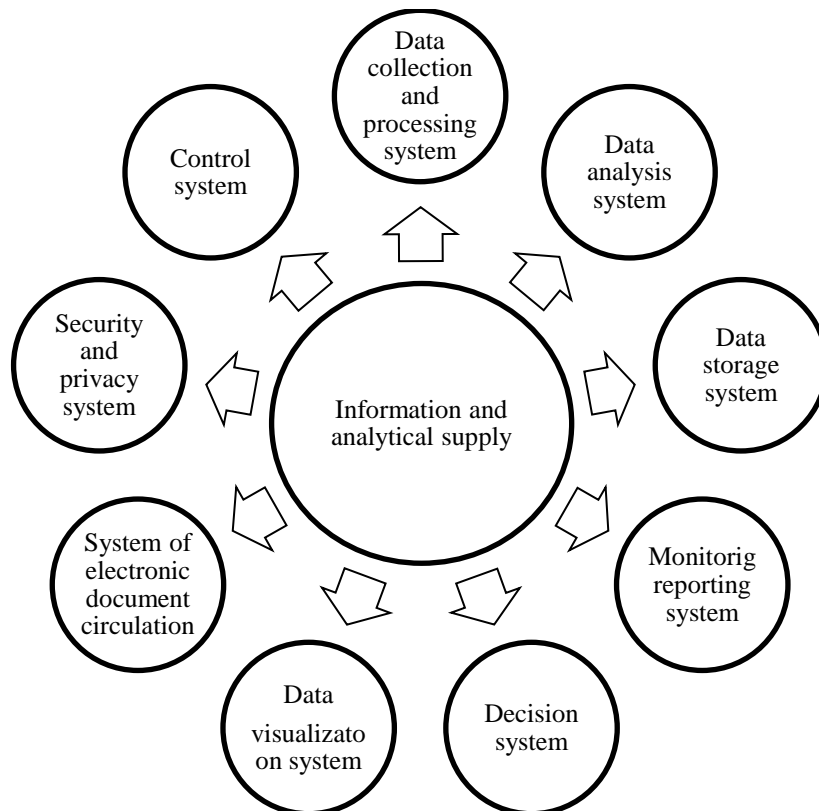 Data
collection
and
processing
system
Data
analysis
system
Data
storage
system
Monitorig
reporting
system
Decision
system
Data
visualizato
on system
System of
electronic
document
circulation
Security
and
privacy
system
Control
system
Information and
analytical supply